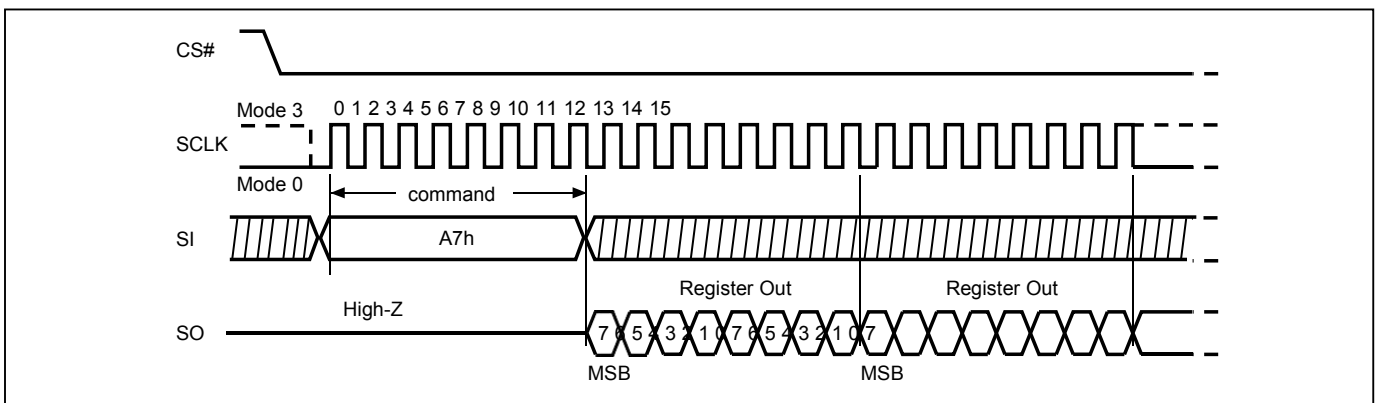 CS#
Mode 3 0 1 2 3 4 5 6 7 8 9 10 11 12 13 14 15
SCLK
Mode 0
command
SI A7h
Register Out Register Out
High-Z
SO 7 6 5 4 3 2 1 0 7 6 5 4 3 2 1 0 7
MSB MSB